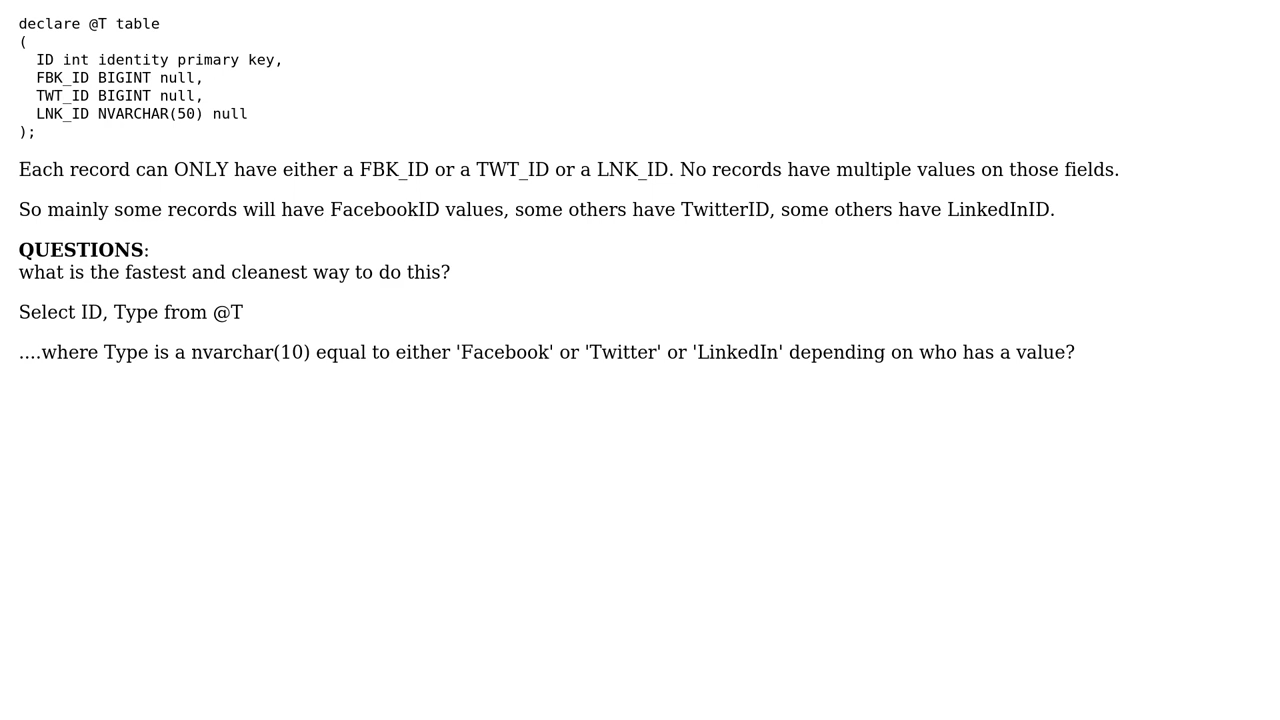 declare @T table
(
  ID int identity primary key,
  FBK_ID BIGINT null,
  TWT_ID BIGINT null,
  LNK_ID NVARCHAR(50) null
);
Each record can ONLY have either a FBK_ID or a TWT_ID or a LNK_ID. No records have multiple values on those fields.
So mainly some records will have FacebookID values, some others have TwitterID, some others have LinkedInID.
QUESTIONS:
what is the fastest and cleanest way to do this?
Select ID, Type from @T
....where Type is a nvarchar(10) equal to either 'Facebook' or 'Twitter' or 'LinkedIn' depending on who has a value?